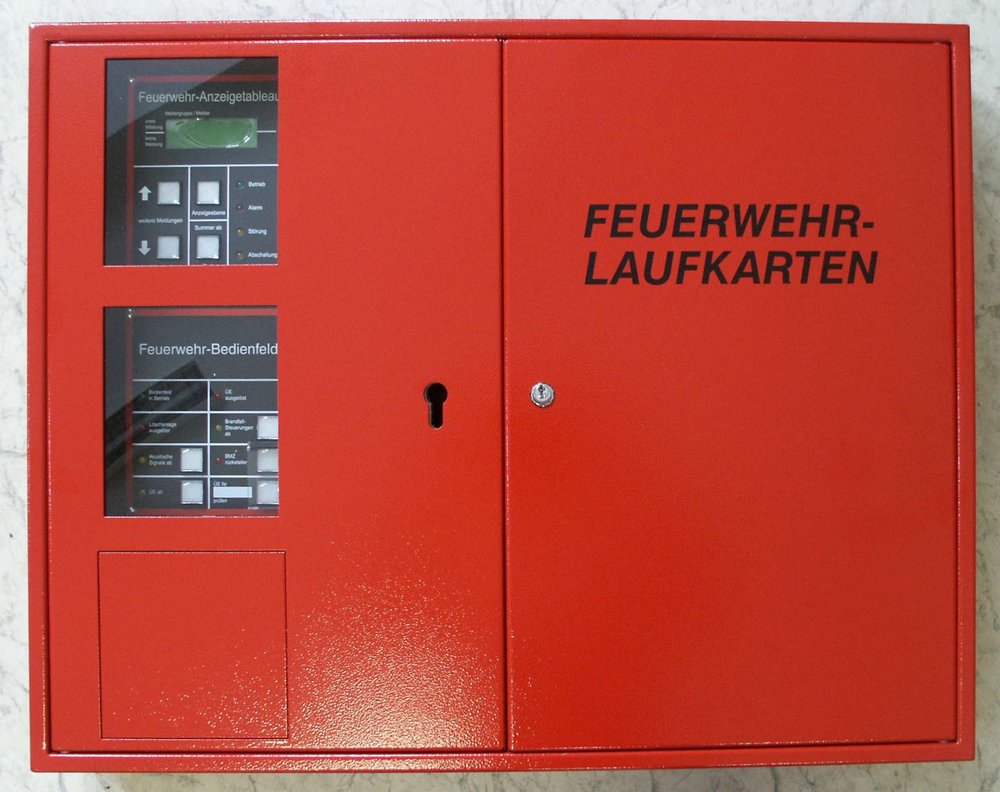 Feuerwehr-Anzeigetableau
Meldergruppe / Melder
erste
Meldung
letzte
Meldung
weitere Meldungen
Anzeigeebene
Summer ab
Betrieb
Alarm
Störung
Abschaltung
Feuerwehr-Bedienfeld
Bedienfeld
in Betrieb
ÜE
ausgelöst
Löschanlage
ausgelöst
Brandfall-
Steuerungen
ab
Akustische
Signale ab
BMZ
rückstellen
ÜE ab
ÜE Nr
prüfen
FEUERWEHR-
LAUFKARTEN